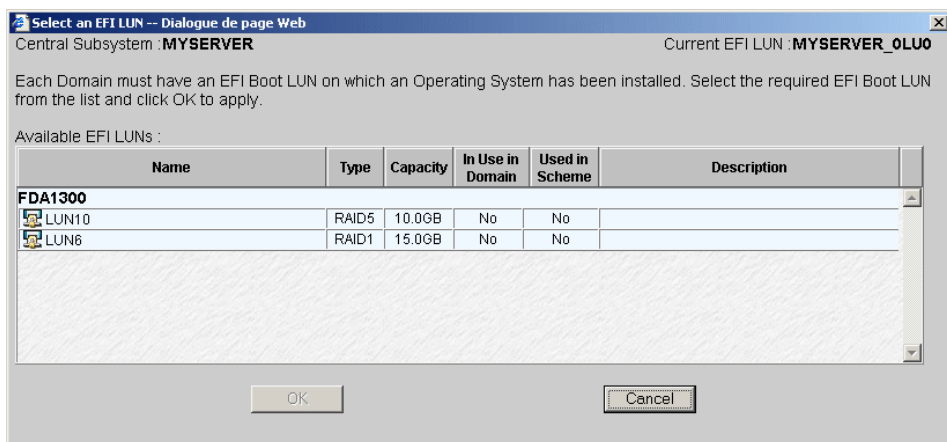 Select an EFI LUN -- Dialogue de page Web
Central Subsystem :MYSERVER Current EFI LUN :MYSERVER_0LU0
Each Domain must have an EFI Boot LUN on which an Operating System has been installed. Select the required EFI Boot LUN
from the list and click OK to apply.
Available EFI LUNs :
Name Type Capacity In Use in Domain Used in Scheme Description
FDA1300
LUN10 RAID5 10.0GB No No
LUN6 RAID1 15.0GB No No
OK Cancel